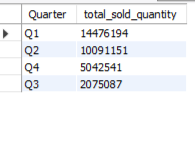 Quarter total_sold_quantity
Q1 14476194
Q2 10091151
Q4 5042541
Q3 2075087